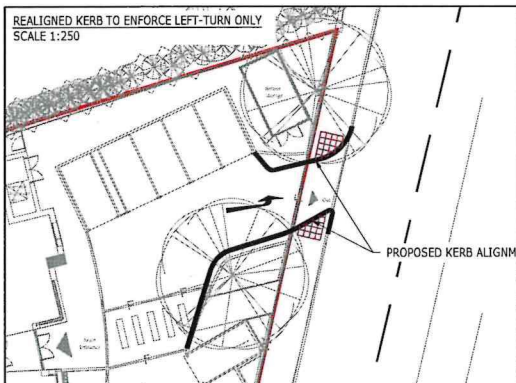 REALIGNED KERB TO ENFORCE LEFT-TURN ONLY
SCALE 1:250
PROPOSED KERB ALIGNM